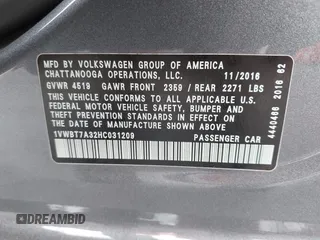 MFD BY VOLKSWAGEN GROUP OF AMERICA
CHATTANOOGA OPERATIONS, LLC. 11/2016
GVWR 4519 GAWR FRONT 2359 / REAR 2271 LBS
THIS VEHICLE CONFORMS TO ALL APPLICABLE U.S.
FEDERAL MOTOR VEHICLE SAFETY, BUMPER, AND
THEFT PREVENTION STANDARDS IN EFFECT ON
THE DATE OF MANUFACTURE SHOWN ABOVE
1VWBT7A32HC031209 PASSENGER CAR
4440486 2016 62
DREAMBID